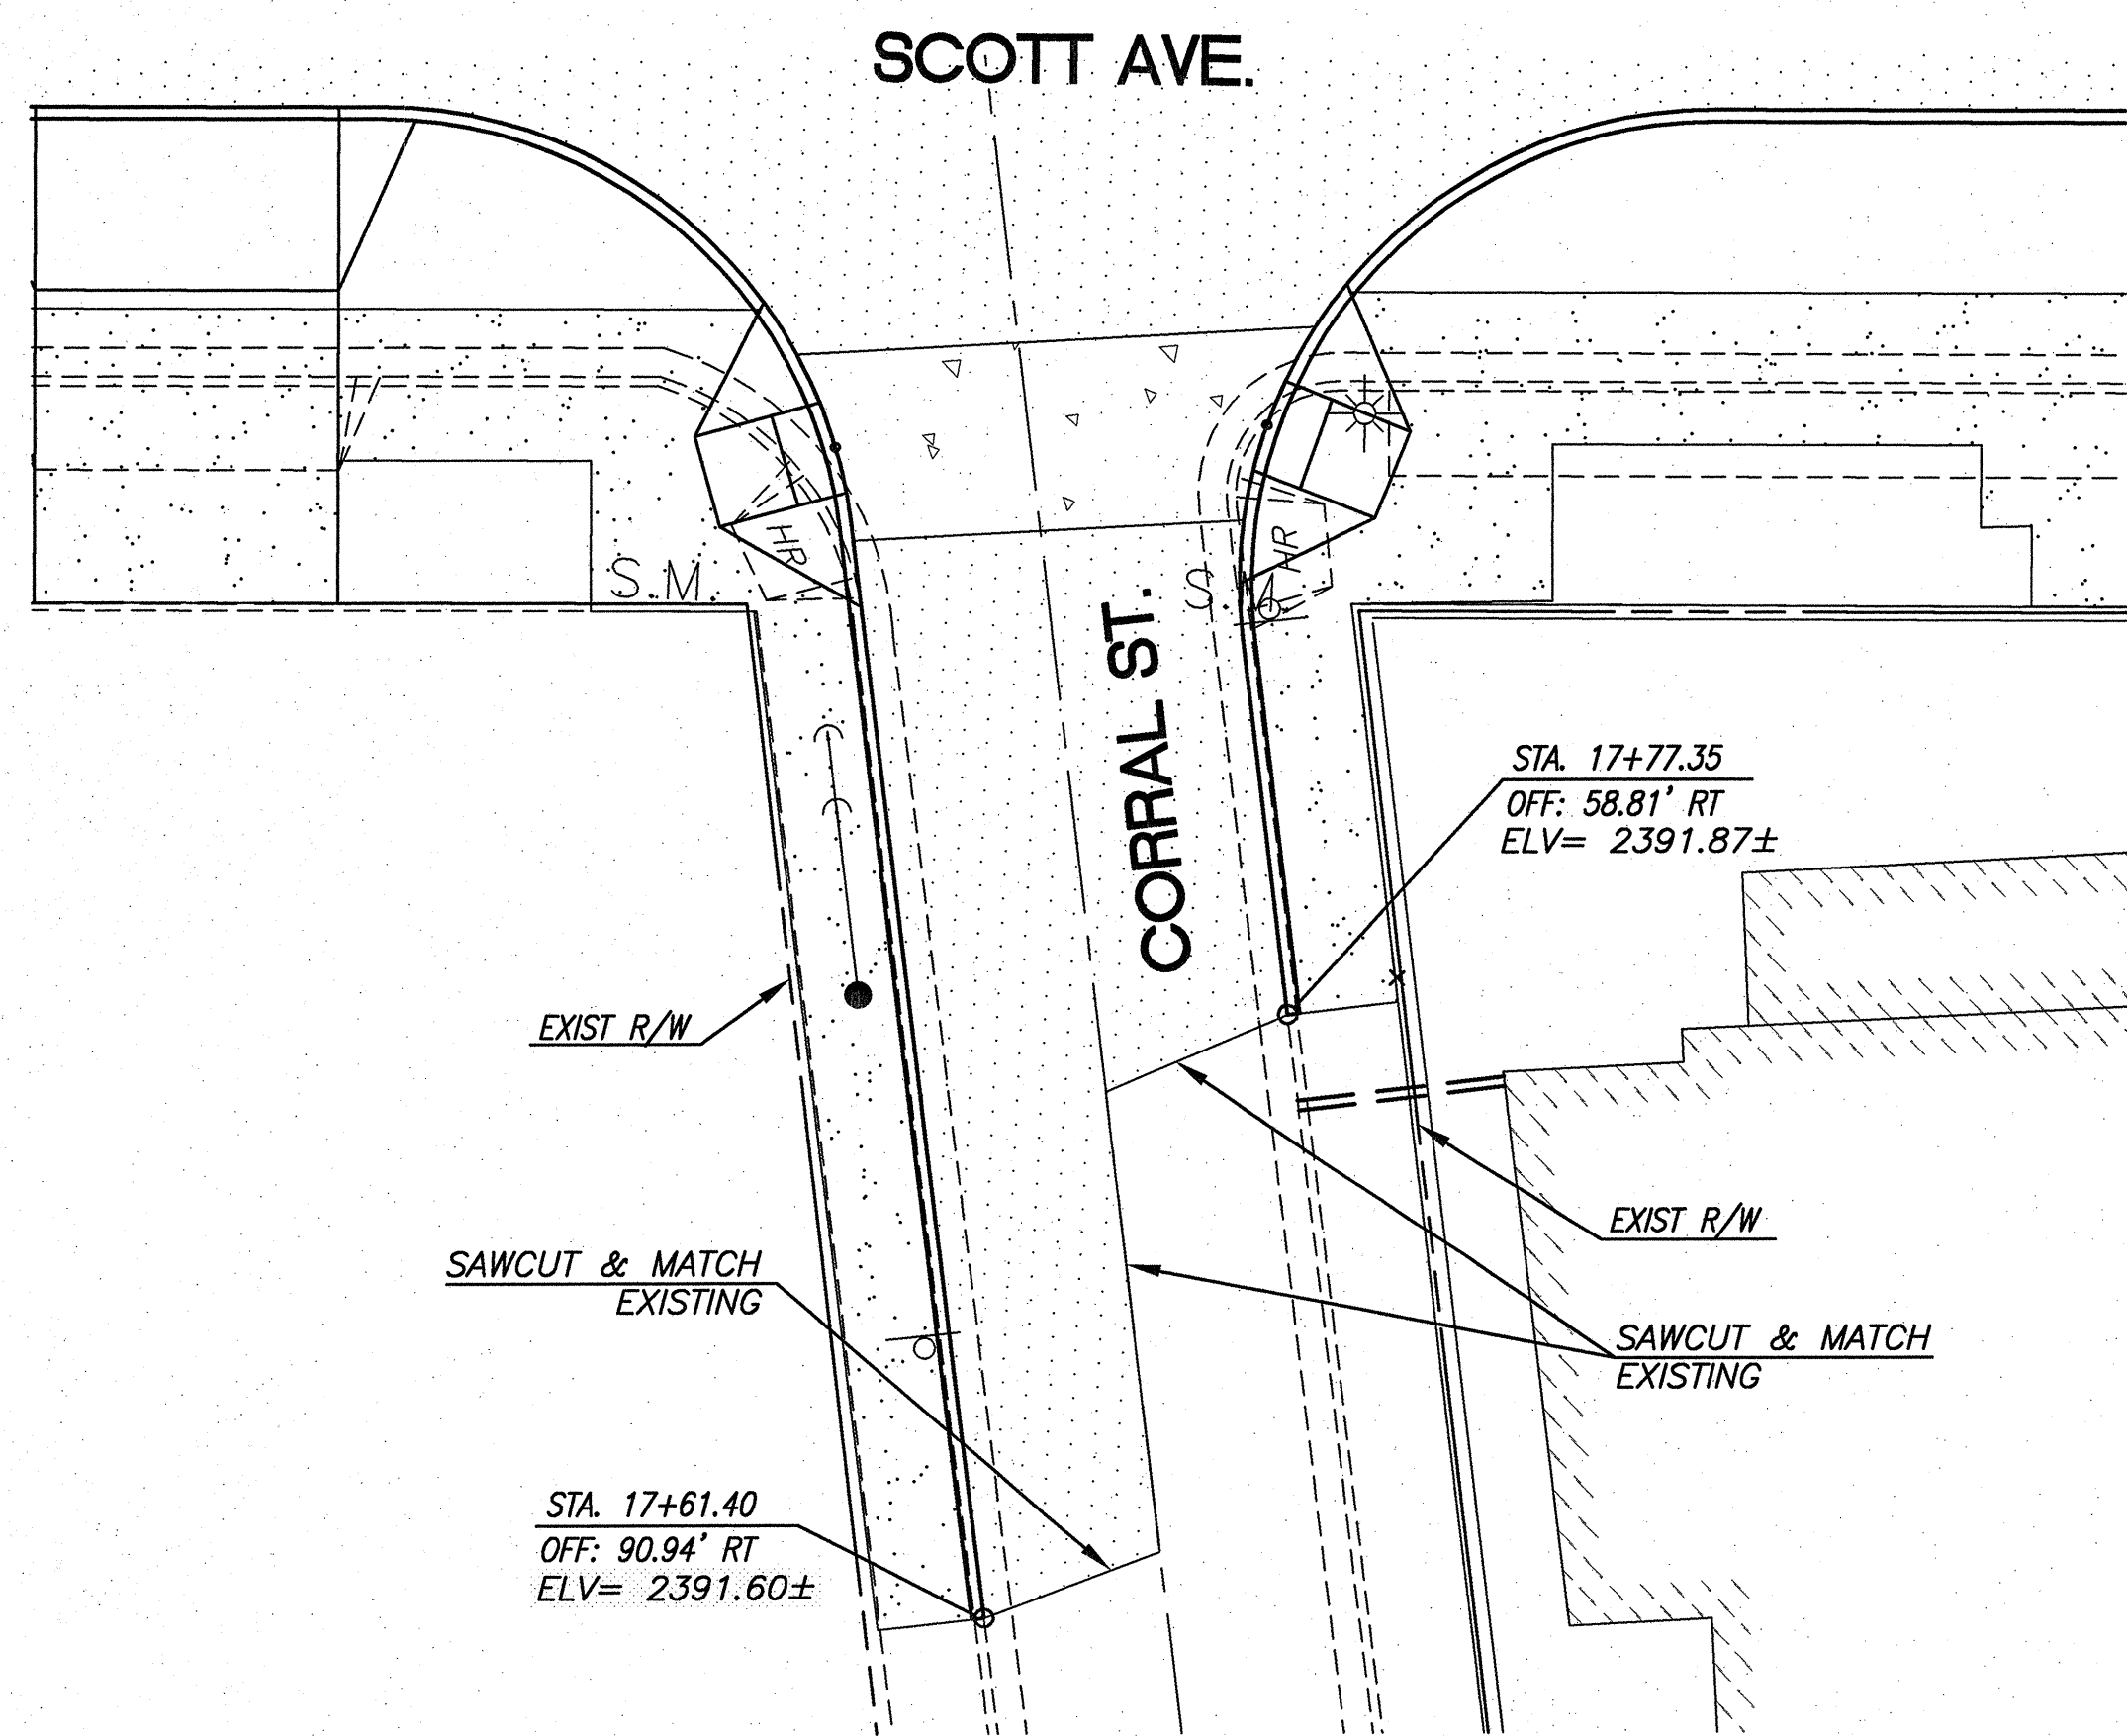 SCOTT AVE.
HR
S.M.
HR
CORRAL ST.
STA. 17+77.35
OFF: 58.81' RT
ELV= 2391.87±
EXIST R/W
EXIST R/W
SAWCUT & MATCH
EXISTING
SAWCUT & MATCH
EXISTING
STA. 17+61.40
OFF: 90.94' RT
ELV= 2391.60±